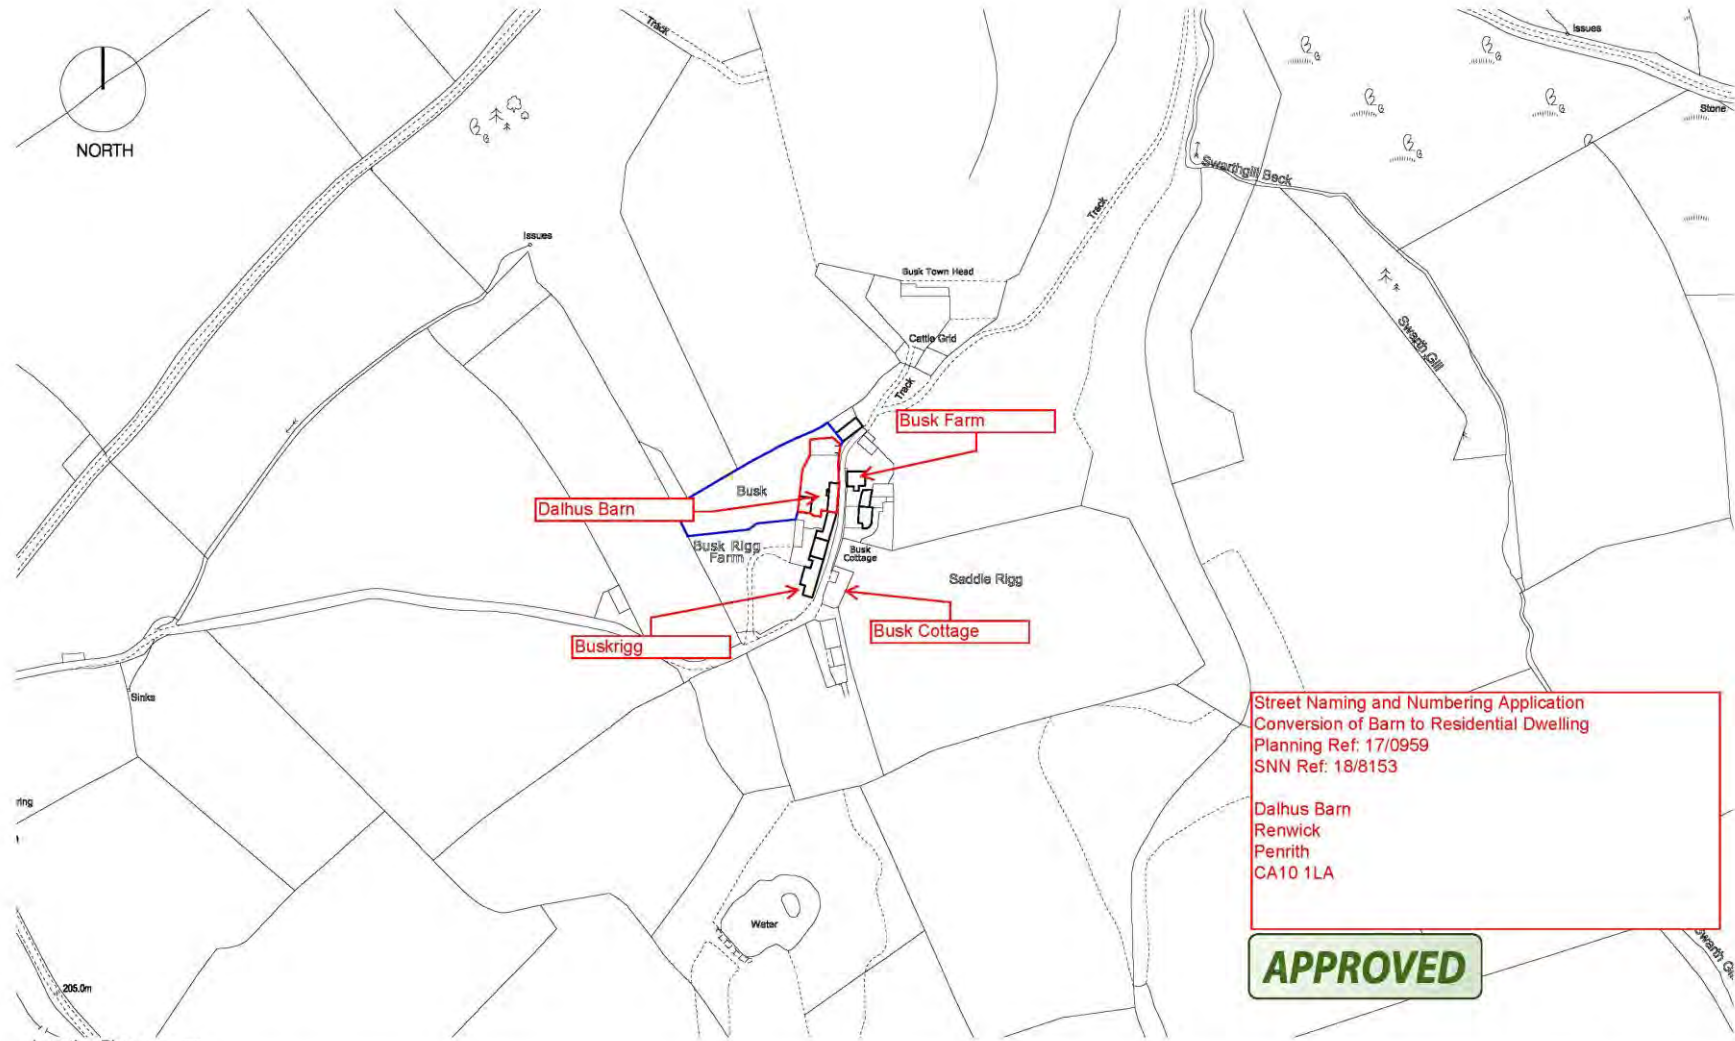 Track
Issues
Stone
NORTH
Swarthgill Beck
Track
Issues
Busk Town Head
Swarth Gill
Cattle Grid
Track
Busk Farm
Busk
Dalhus Barn
Busk Rigg
Farm
Busk
Cottage
Saddle Rigg
Busk Cottage
Buskrigg
Sinks
Street Naming and Numbering Application
Conversion of Barn to Residential Dwelling
Planning Ref: 17/0959
SNN Ref: 18/8153
Dalhus Barn
Renwick
Penrith
CA10 1LA
Water
APPROVED
205.0m